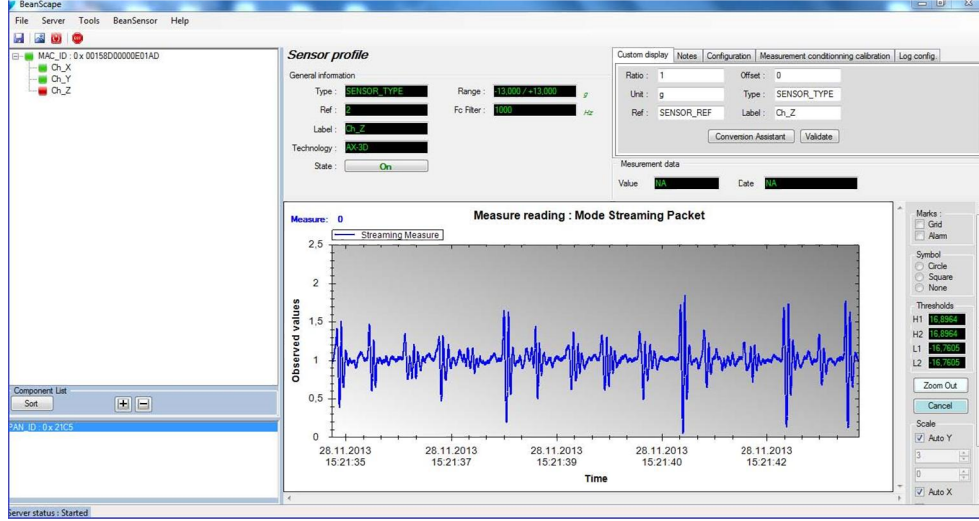 BeanScape
File Server Tools BeanSensor Help
MAC_ID : 0 x 00158D00000E01AD
Ch_X
Ch_Y
Ch_Z
Component List
Sort
PAN_ID : 0 x 21C5
Server status : Started
Sensor profile
General information
Type : SENSOR_TYPE Range : -13,000 / +13,000 g
Ref : 2 Fc Filter : 1000 Hz
Label : Ch_Z
Technology : AX-3D
State : On
Custom display Notes Configuration Measurement conditionning calibration Log config.
Ratio : 1 Offset : 0
Unit : g Type : SENSOR_TYPE
Ref : SENSOR_REF Label : Ch_Z
Conversion Assistant Validate
Mesurement data
Value NA Date NA
Measure: 0 Measure reading : Mode Streaming Packet
Streaming Measure
Observed values
2,5
2
1,5
1
0,5
0
28.11.2013 28.11.2013 28.11.2013 28.11.2013 28.11.2013
15:21:35 15:21:37 15:21:39 15:21:40 15:21:42
Time
Marks :
Grid
Alarm
Symbol
Circle
Square
None
Thresholds
H1 16,8964
H2 16,8964
L1 -16,7605
L2 -16,7605
Zoom Out
Cancel
Scale
Auto Y
3
0
Auto X